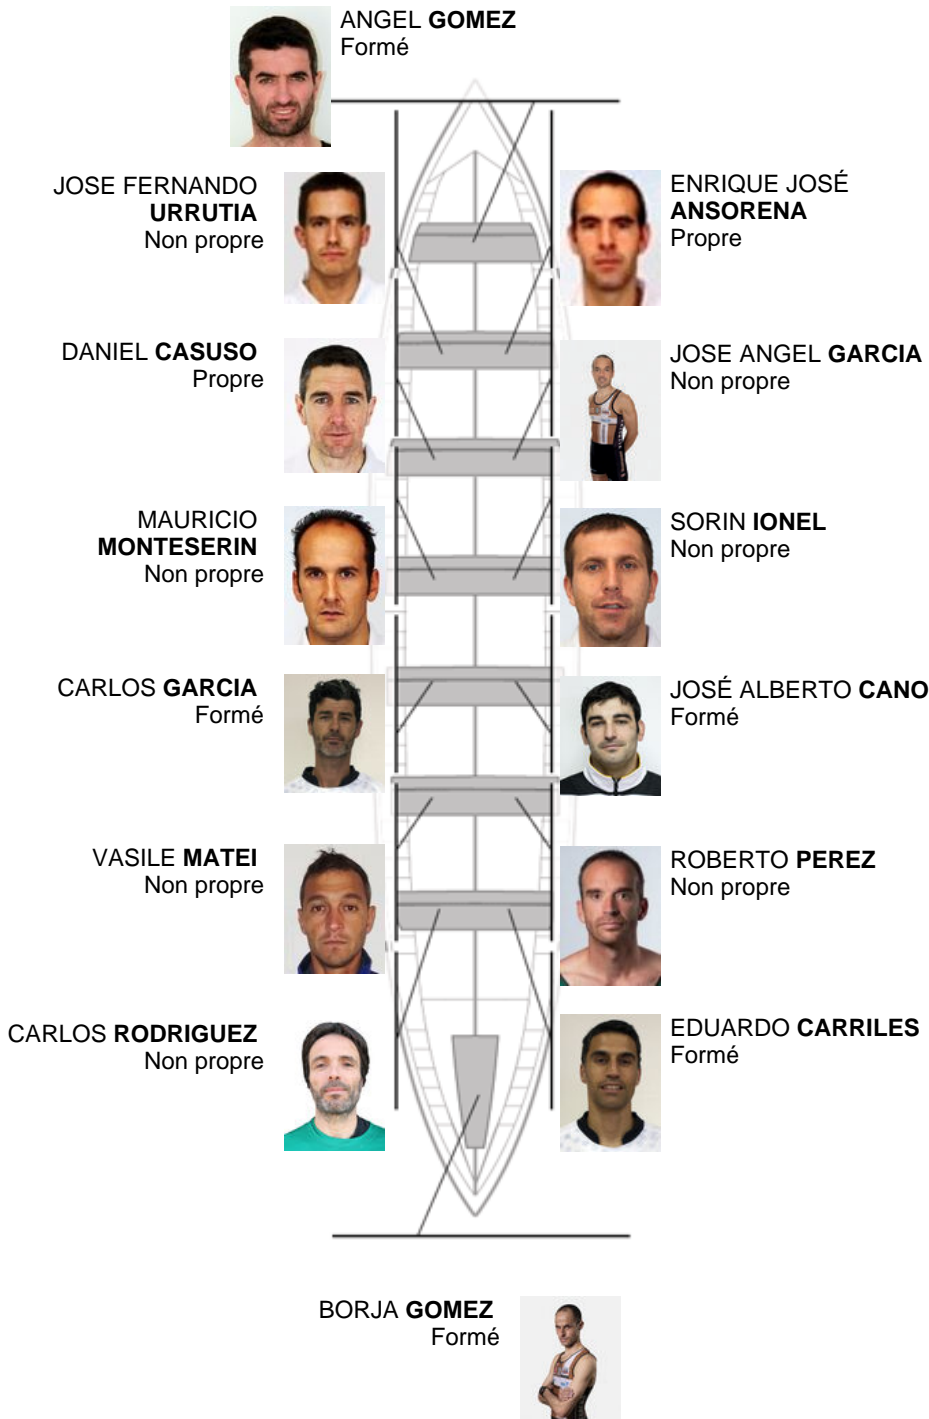 ANGEL GOMEZ
Formé
JOSE FERNANDO
URRUTIA
Non propre
ENRIQUE JOSÉ
ANSORENA
Propre
DANIEL CASUSO
Propre
JOSE ANGEL GARCIA
Non propre
MAURICIO
MONTESERIN
Non propre
SORIN IONEL
Non propre
CARLOS GARCIA
Formé
JOSÉ ALBERTO CANO
Formé
VASILE MATEI
Non propre
ROBERTO PEREZ
Non propre
CARLOS RODRIGUEZ
Non propre
EDUARDO CARRILES
Formé
BORJA GOMEZ
Formé